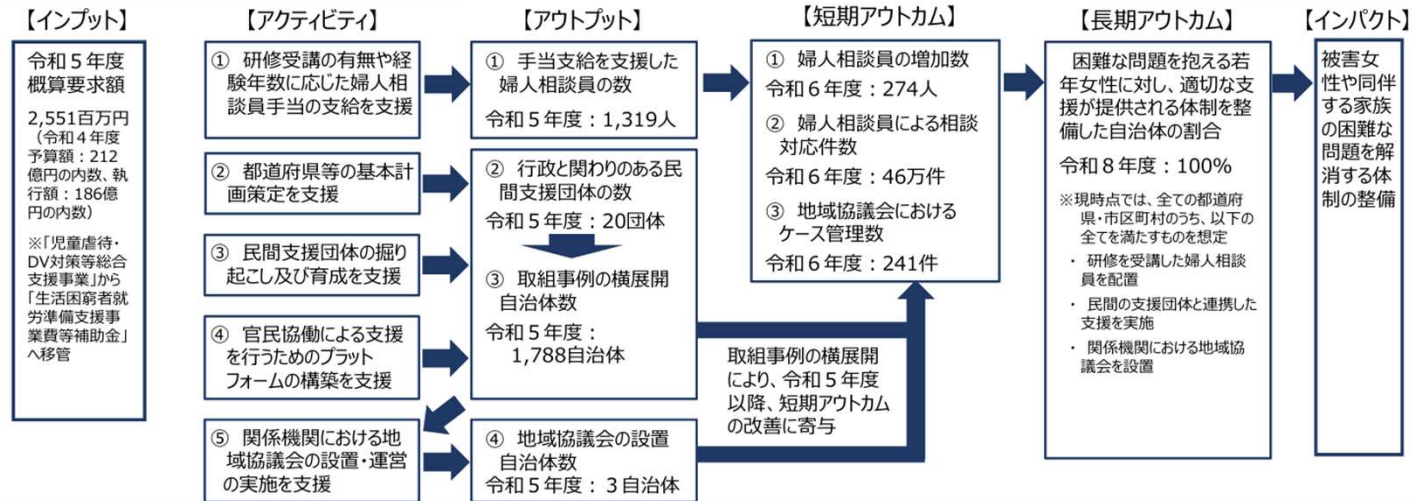 【インプット】
令和５年度
概算要求額
2,551百万円
（令和４年度
予算額：212
億円の内数、執
行額：186億
円の内数）
※「児童虐待・
DV対策等総合
支援事業」から
「生活困窮者就
労準備支援事
業費等補助金」
へ移管
【アクティビティ】
① 研修受講の有無や経
験年数に応じた婦人相
談員手当の支給を支援
② 都道府県等の基本計
画策定を支援
③ 民間支援団体の掘り
起こし及び育成を支援
④ 官民協働による支援
を行うためのプラット
フォームの構築を支援
⑤ 関係機関における地
域協議会の設置・運営
の実施を支援
【アウトプット】
① 手当支給を支援した
婦人相談員の数
令和５年度：1,319人
② 行政と関わりのある民
間支援団体の数
令和５年度：20団体
③ 取組事例の横展開
自治体数
令和５年度：
1,788自治体
④ 地域協議会の設置
自治体数
令和５年度：３自治体
【短期アウトカム】
① 婦人相談員の増加数
令和６年度：274人
② 婦人相談員による相談
対応件数
令和６年度：46万件
③ 地域協議会における
ケース管理数
令和６年度：241件
取組事例の横展開
により、令和５年度
以降、短期アウトカム
の改善に寄与
【長期アウトカム】
困難な問題を抱える若
年女性に対し、適切な支
援が提供される体制を整
備した自治体の割合
令和８年度：100%
※現時点では、全ての都道府
県・市区町村のうち、以下の
全てを満たすものを想定
・ 研修を受講した婦人相談
員を配置
・ 民間の支援団体と連携した
支援を実施
・ 関係機関における地域協
議会を設置
【インパクト】
被害女
性や同伴
する家族
の困難な
問題を解
消する体
制の整備